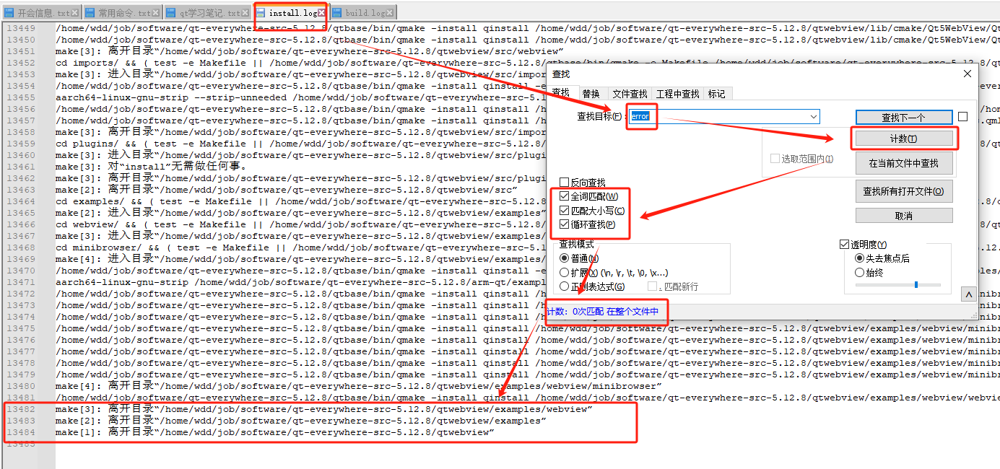 开会信息.txt 常用命令.txt qt学习笔记.txt install.log build.log
13449 /home/wdd/job/software/qt-everywhere-src-5.12.8/qtbase/bin/qmake -install qinstall /home/wdd/job/software/qt-everywhere-src-5.12.8/qtwebview/lib/cmake/Qt5WebView/Qt
13450 /home/wdd/job/software/qt-everywhere-src-5.12.8/qtbase/bin/qmake -install qinstall /home/wdd/job/software/qt-everywhere-src-5.12.8/qtwebview/lib/cmake/Qt5WebView/Qt
13451 make[3]: 离开目录“/home/wdd/job/software/qt-everywhere-src-5.12.8/qtwebview/src/webview”
13452 cd imports/ && ( test -e Makefile || /home/wdd/job/software/qt-everywhere-src-5.12.8/qtbase/bin/qmake -o Makefile /home/wdd/job/software/qt-everywhere-src-5.12.8/qt
13453 make[3]: 进入目录“/home/wdd/job/software/qt-everywhere-src-5.12.8/qtwebview/src/impor
13454 /home/wdd/job/software/qt-everywhere-src-5.12.8/qtbase/bin/qmake -install qinstall -e
13455 aarch64-linux-gnu-strip --strip-unneeded /home/wdd/job/software/qt-everywhere-src-5.
13456 /home/wdd/job/software/qt-everywhere-src-5.12.8/qtbase/bin/qmake -install qinstall /h
13457 /home/wdd/job/software/qt-everywhere-src-5.12.8/qtbase/bin/qmake -install qinstall /h
13458 make[3]: 离开目录“/home/wdd/job/software/qt-everywhere-src-5.12.8/qtwebview/src/impor
13459 cd plugins/ && ( test -e Makefile || /home/wdd/job/software/qt-everywhere-src-5.12.8
13460 make[3]: 进入目录“/home/wdd/job/software/qt-everywhere-src-5.12.8/qtwebview/src/plugi
13461 make[3]: 对“install”无需做任何事。
13462 make[3]: 离开目录“/home/wdd/job/software/qt-everywhere-src-5.12.8/qtwebview/src/plugi
13463 make[2]: 离开目录“/home/wdd/job/software/qt-everywhere-src-5.12.8/qtwebview/src”
13464 cd examples/ && ( test -e Makefile || /home/wdd/job/software/qt-everywhere-src-5.12.8
13465 make[2]: 进入目录“/home/wdd/job/software/qt-everywhere-src-5.12.8/qtwebview/examples”
13466 cd webview/ && ( test -e Makefile || /home/wdd/job/software/qt-everywhere-src-5.12.8
13467 make[3]: 进入目录“/home/wdd/job/software/qt-everywhere-src-5.12.8/qtwebview/examples/
13468 cd minibrowser/ && ( test -e Makefile || /home/wdd/job/software/qt-everywhere-src-5.
13469 make[4]: 进入目录“/home/wdd/job/software/qt-everywhere-src-5.12.8/qtwebview/examples/
13470 /home/wdd/job/software/qt-everywhere-src-5.12.8/qtbase/bin/qmake -install qinstall -e
13471 aarch64-linux-gnu-strip /home/wdd/job/software/qt-everywhere-src-5.12.8/arm-qt/exampl
13472 /home/wdd/job/software/qt-everywhere-src-5.12.8/qtbase/bin/qmake -install qinstall /h
13473 /home/wdd/job/software/qt-everywhere-src-5.12.8/qtbase/bin/qmake -install qinstall /h
13474 /home/wdd/job/software/qt-everywhere-src-5.12.8/qtbase/bin/qmake -install qinstall /h
13475 /home/wdd/job/software/qt-everywhere-src-5.12.8/qtbase/bin/qmake -install qinstall /home/wdd/job/software/qt-everywhere-src-5.12.8/qtwebview/examples/webview/minibr
13476 /home/wdd/job/software/qt-everywhere-src-5.12.8/qtbase/bin/qmake -install qinstall /home/wdd/job/software/qt-everywhere-src-5.12.8/qtwebview/examples/webview/minibr
13477 /home/wdd/job/software/qt-everywhere-src-5.12.8/qtbase/bin/qmake -install qinstall /home/wdd/job/software/qt-everywhere-src-5.12.8/qtwebview/examples/webview/minibr
13478 /home/wdd/job/software/qt-everywhere-src-5.12.8/qtbase/bin/qmake -install qinstall /home/wdd/job/software/qt-everywhere-src-5.12.8/qtwebview/examples/webview/minibr
13479 /home/wdd/job/software/qt-everywhere-src-5.12.8/qtbase/bin/qmake -install qinstall /home/wdd/job/software/qt-everywhere-src-5.12.8/qtwebview/examples/webview/minibr
13480 make[4]: 离开目录“/home/wdd/job/software/qt-everywhere-src-5.12.8/qtwebview/examples/webview/minibrowser”
13481 /home/wdd/job/software/qt-everywhere-src-5.12.8/qtbase/bin/qmake -install qinstall /home/wdd/job/software/qt-everywhere-src-5.12.8/qtwebview/examples/webview/webvie
13482 make[3]: 离开目录“/home/wdd/job/software/qt-everywhere-src-5.12.8/qtwebview/examples/webview”
13483 make[2]: 离开目录“/home/wdd/job/software/qt-everywhere-src-5.12.8/qtwebview/examples”
13484 make[1]: 离开目录“/home/wdd/job/software/qt-everywhere-src-5.12.8/qtwebview”
13485
查找
查找 替换 文件查找 工程中查找 标记
查找目标(F): error 查找下一个
计数(T)
选取范围内(I) 在当前文件中查找
反向查找 查找所有打开文件(O)
全词匹配(W)
匹配大小写(C) 取消
循环查找(P)
查找模式 透明度(Y)
普通(N) 失去焦点后
扩展(X) (\n, \r, \t, \0, \x...) 始终
正则表达式(G) . 匹配新行
计数: 0次匹配 在整个文件中